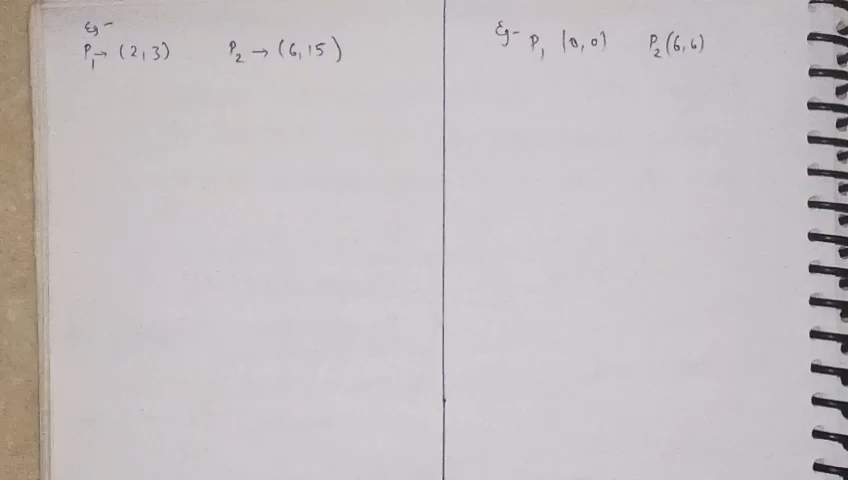 Eg-
P1→ (2,3) P2 → (6,15)
Eg- P1 (0,0) P2(6,6)